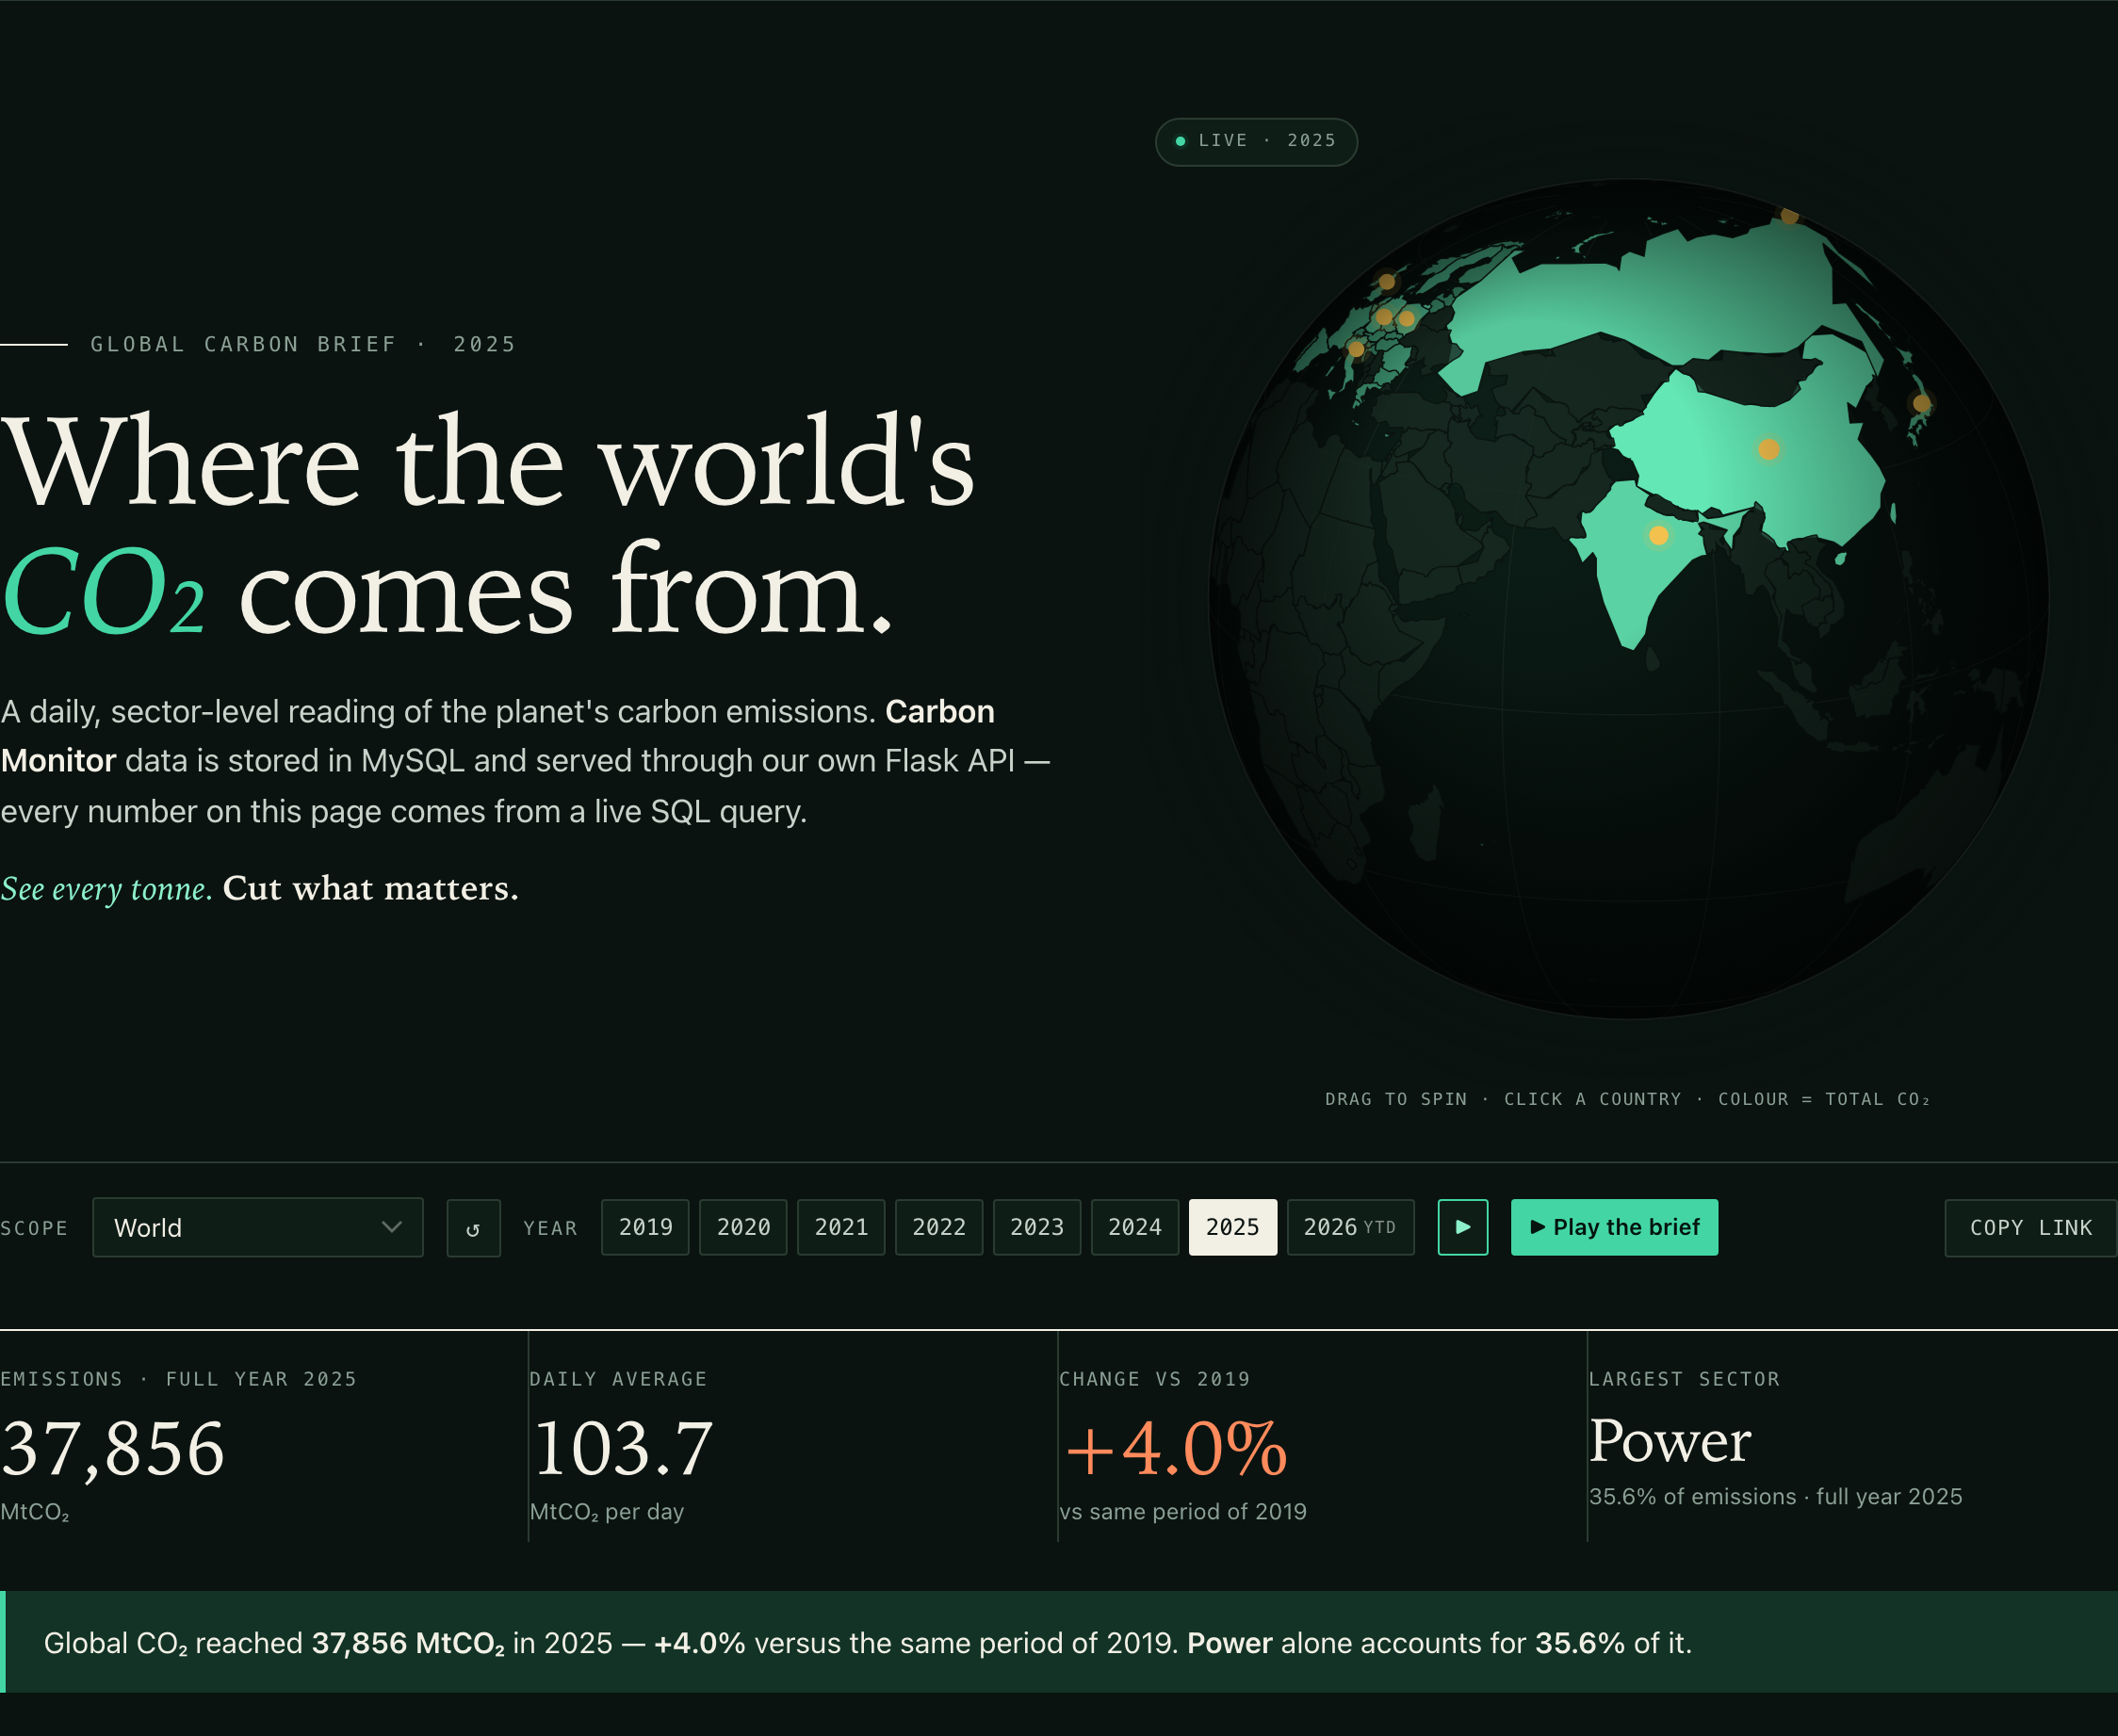 LIVE · 2025
GLOBAL CARBON BRIEF · 2025
Where the world's
CO₂ comes from.
A daily, sector-level reading of the planet's carbon emissions. Carbon
Monitor data is stored in MySQL and served through our own Flask API —
every number on this page comes from a live SQL query.
See every tonne. Cut what matters.
DRAG TO SPIN · CLICK A COUNTRY · COLOUR = TOTAL CO₂
SCOPE World ↺ YEAR 2019 2020 2021 2022 2023 2024 2025 2026 YTD ▶ ▶ Play the brief COPY LINK
EMISSIONS · FULL YEAR 2025
37,856
MtCO₂
DAILY AVERAGE
103.7
MtCO₂ per day
CHANGE VS 2019
+4.0%
vs same period of 2019
LARGEST SECTOR
Power
35.6% of emissions · full year 2025
Global CO₂ reached 37,856 MtCO₂ in 2025 — +4.0% versus the same period of 2019. Power alone accounts for 35.6% of it.